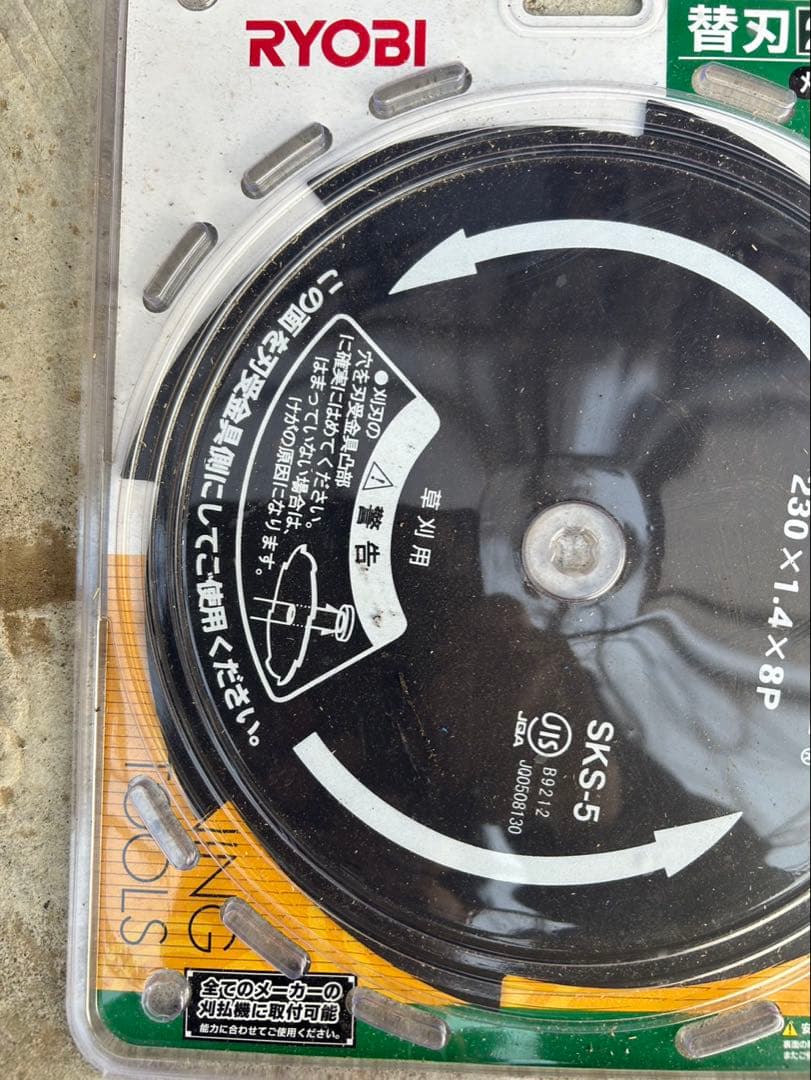 RYOBI
替刃
この面を刃受金具側にしてご使用ください。
●刈刃の
穴を刃受金具凸部
に確実にはめてください。
はまっていない場合は、
けがの原因になります。
⚠ 警告
草刈用
230×1.4×8P
SKS-5
JIS B9212
JQA J00508130
NING
TOOLS
全てのメーカーの
刈払機に取付可能
能力に合わせてご使用ください。